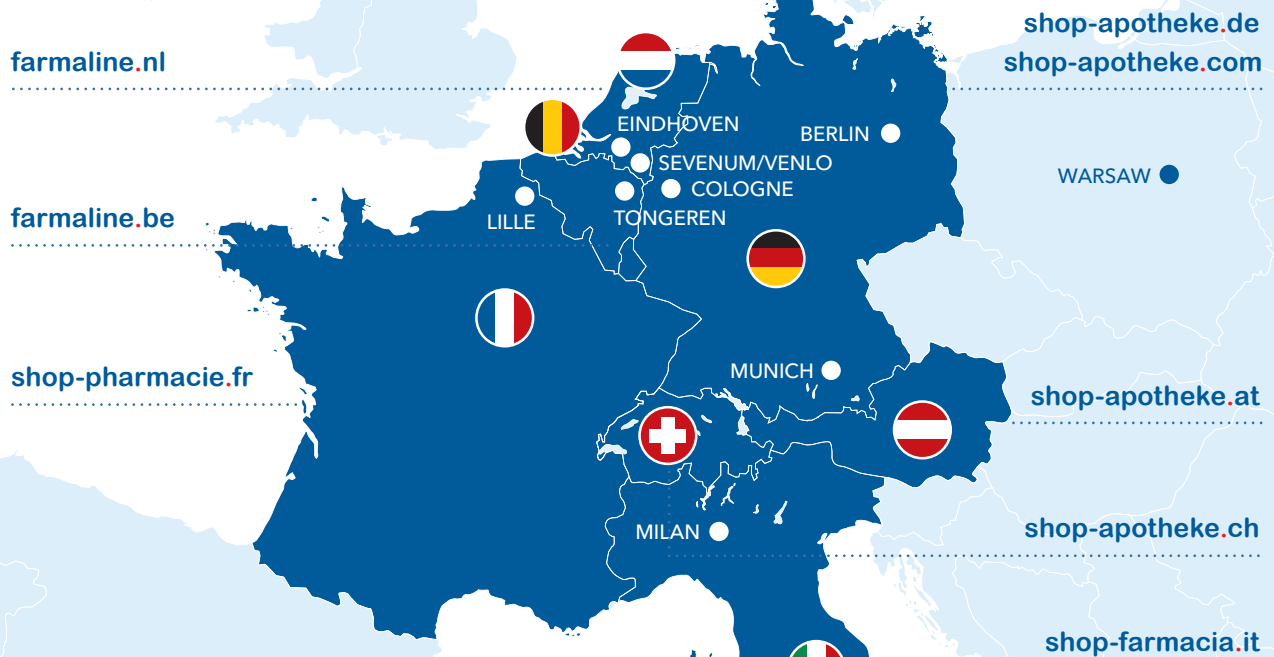 shop-apotheke.de
farmaline.nl
shop-apotheke.com
EINDHOVEN
BERLIN
SEVENUM/VENLO
WARSAW
COLOGNE
farmaline.be
LILLE
TONGEREN
MUNICH
shop-pharmacie.fr
shop-apotheke.at
MILAN
shop-apotheke.ch
shop-farmacia.it